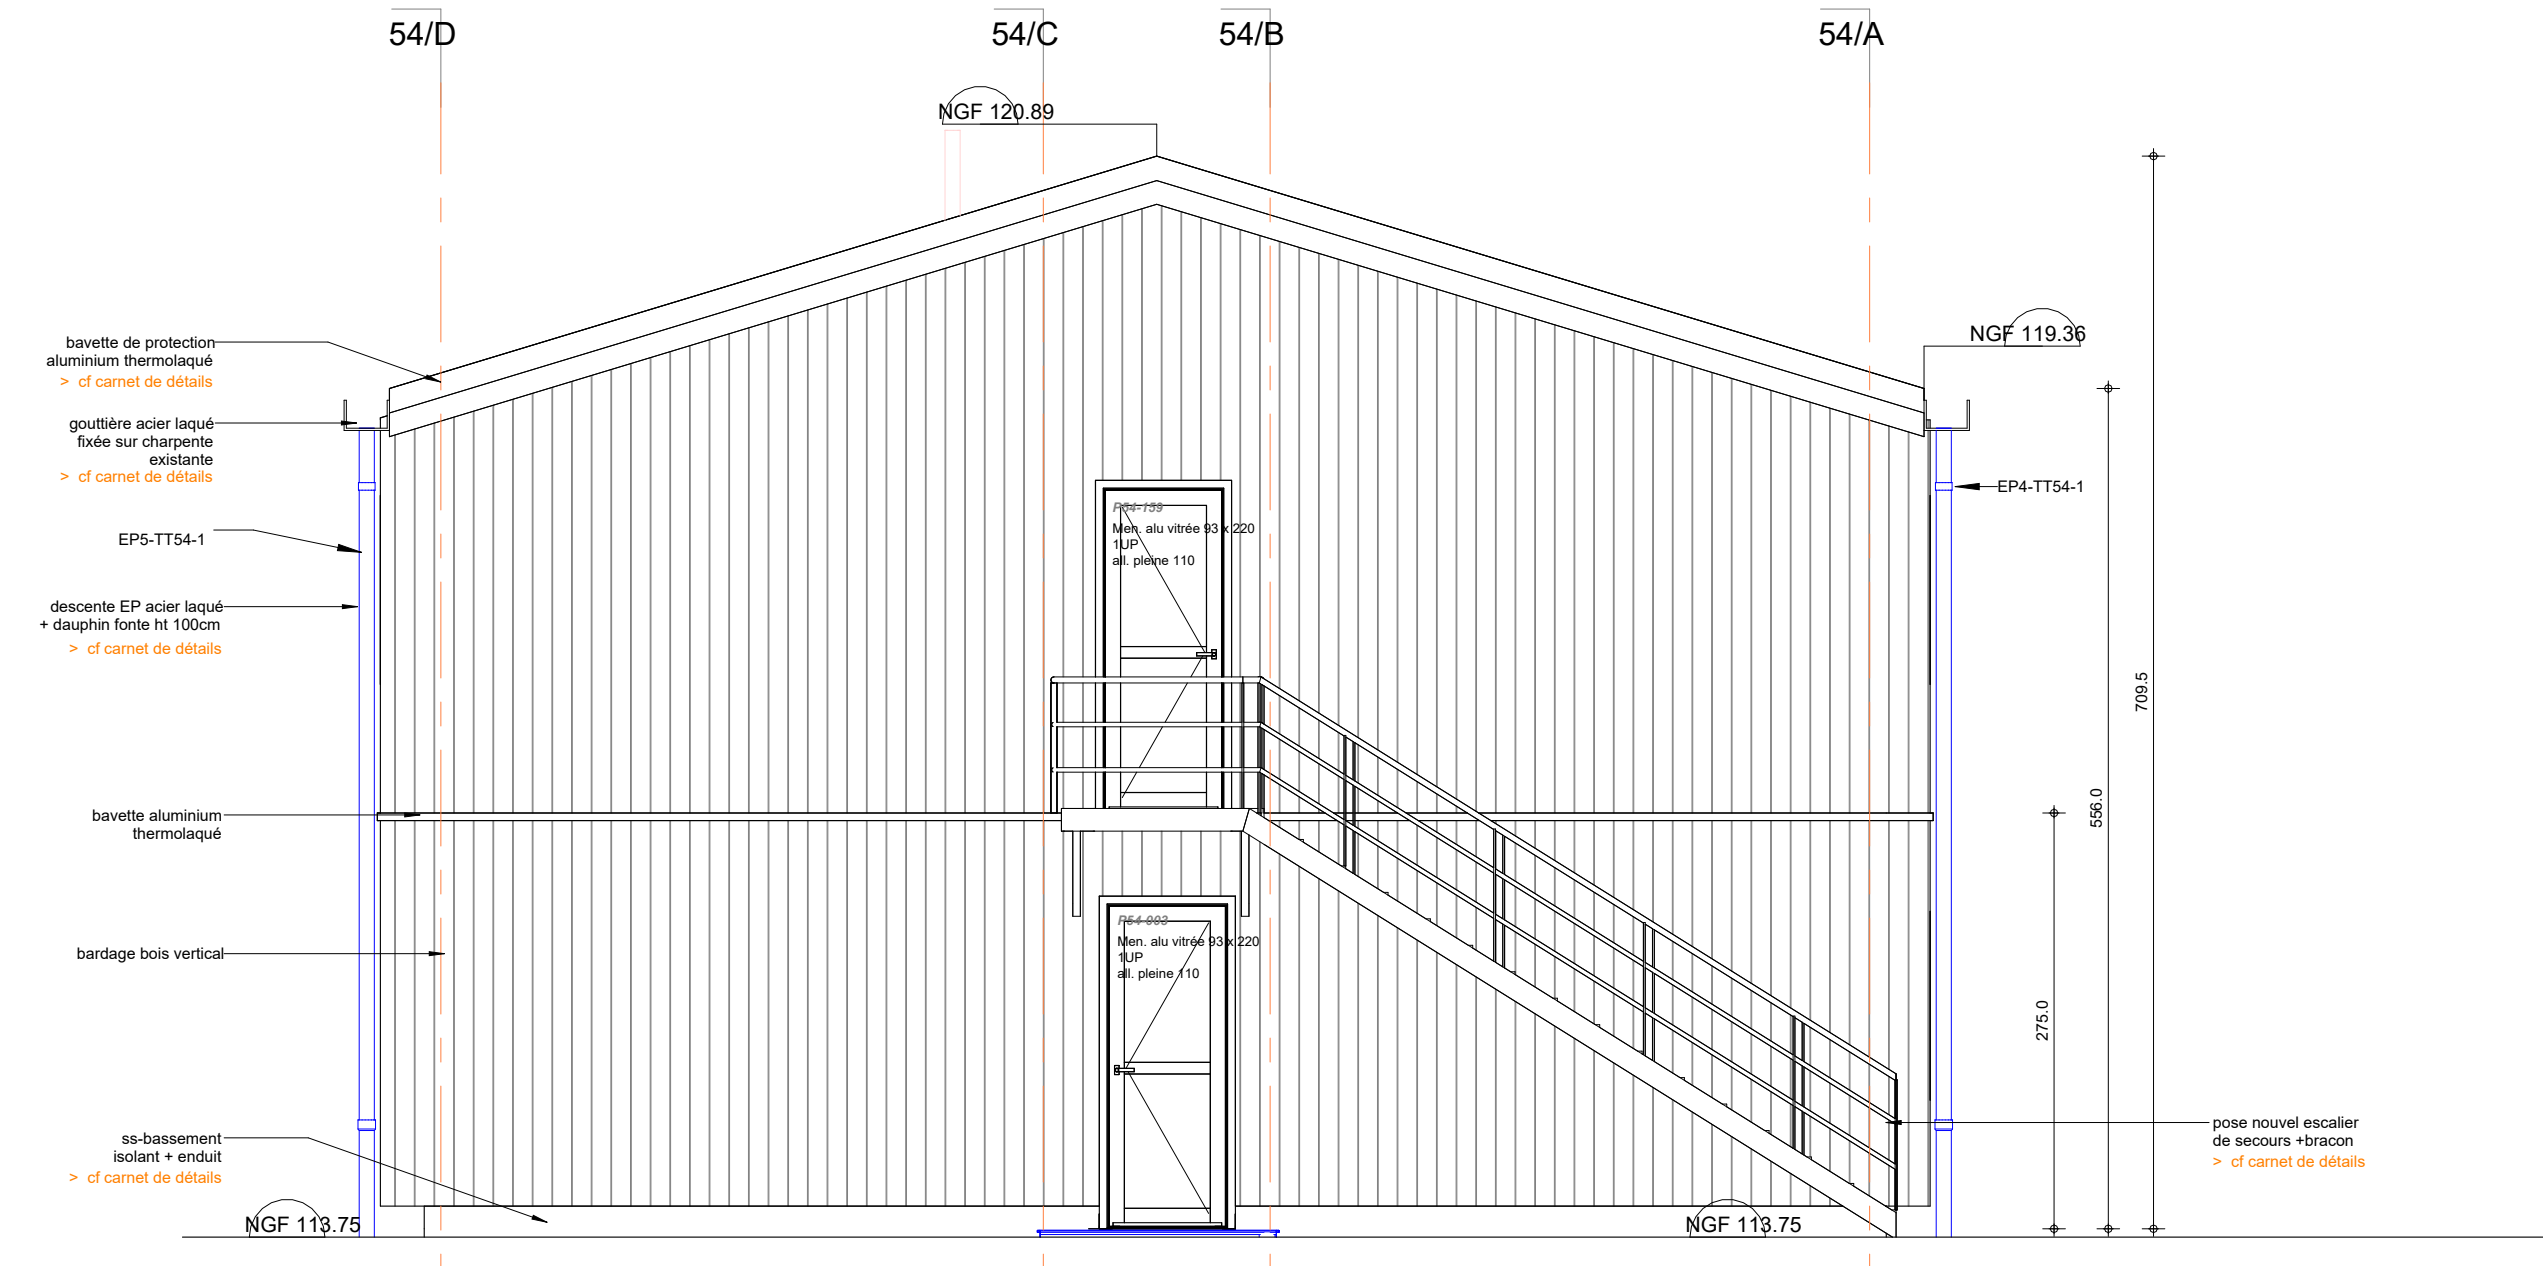 54/D
54/C
54/B
54/A
NGF 120.89
NGF 119.36
bavette de protection
aluminium thermolaqué
> cf carnet de détails
gouttière acier laqué
fixée sur charpente
existante
> cf carnet de détails
EP5-TT54-1
descente EP acier laqué
+ dauphin fonte ht 100cm
> cf carnet de détails
bavette aluminium
thermolaqué
bardage bois vertical
ss-bassement
isolant + enduit
> cf carnet de détails
NGF 113.75
P54-159
Men. alu vitrée 93 x 220
1UP
all. pleine 110
P54-003
Men. alu vitrée 93 x 220
1UP
all. pleine 110
EP4-TT54-1
709.5
556.0
275.0
pose nouvel escalier
de secours +bracon
> cf carnet de détails
NGF 113.75